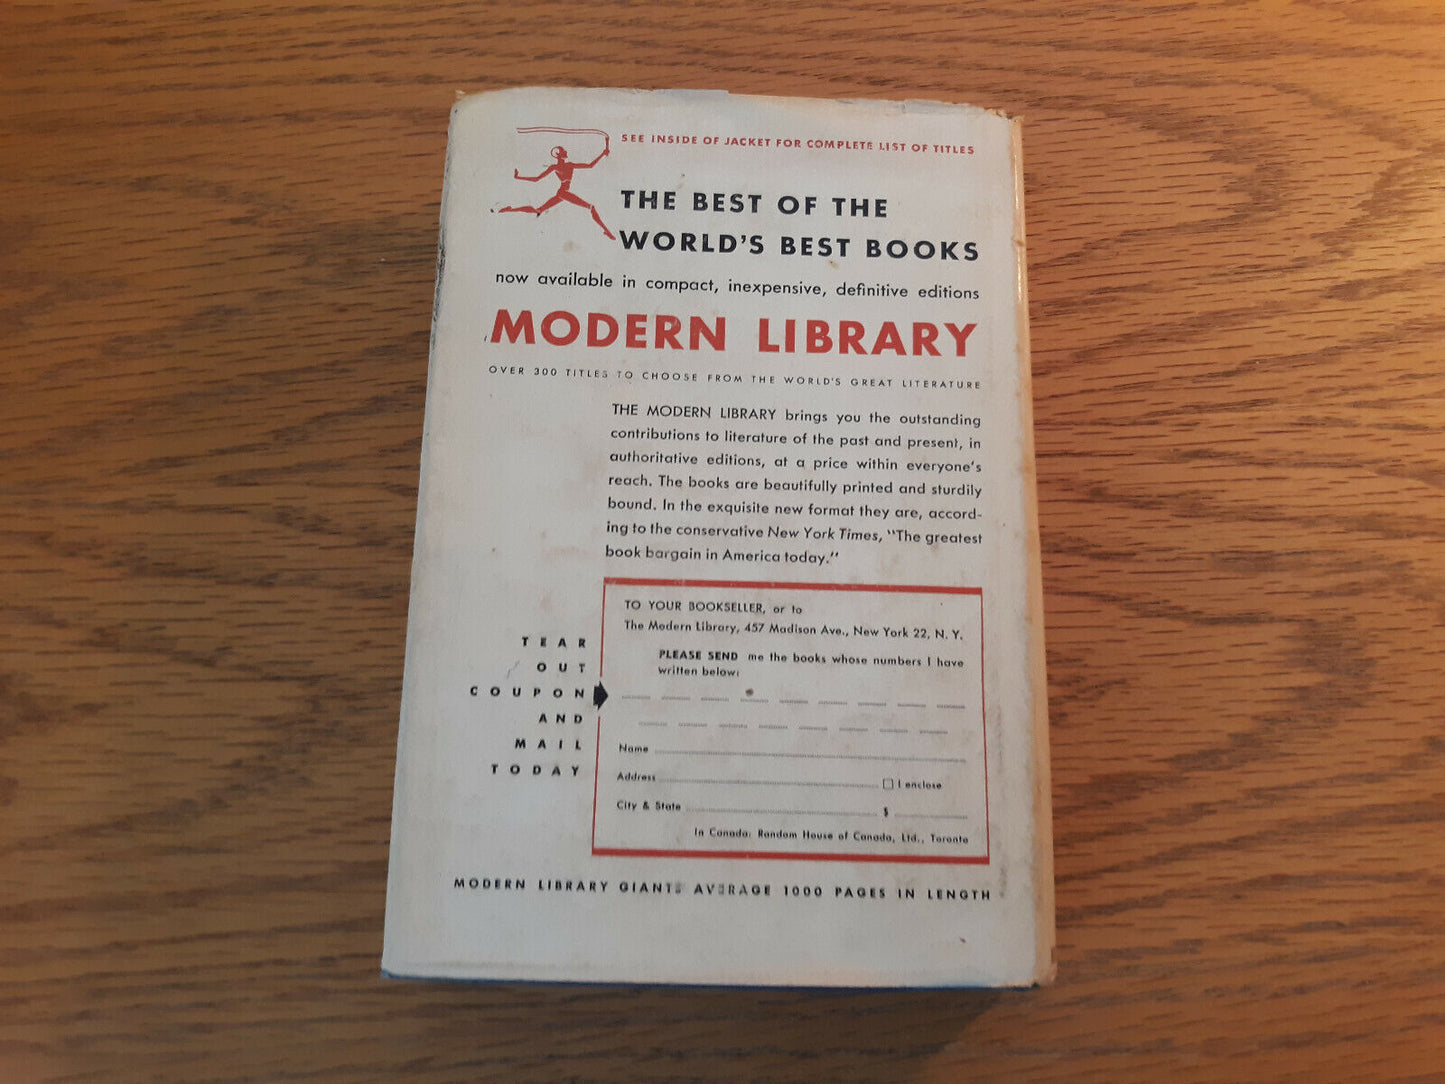 SEE INSIDE OF JACKET FOR COMPLETE LIST OF TITLES
THE BEST OF THE
WORLD'S BEST BOOKS
now available in compact, inexpensive, definitive editions
MODERN LIBRARY
OVER 300 TITLES TO CHOOSE FROM THE WORLD'S GREAT LITERATURE
THE MODERN LIBRARY brings you the outstanding
contributions to literature of the past and present, in
authoritative editions, at a price within everyone's
reach. The books are beautifully printed and sturdily
bound. In the exquisite new format they are, accord-
ing to the conservative New York Times, "The greatest
book bargain in America today."
TEAR
OUT
COUPON
AND
MAIL
TODAY
TO YOUR BOOKSELLER, or to
The Modern Library, 457 Madison Ave., New York 22, N. Y.
PLEASE SEND me the books whose numbers I have
written below:
Name
Address I enclose
City & State $
In Canada: Random House of Canada, Ltd., Toronto
MODERN LIBRARY GIANTS AVERAGE 1000 PAGES IN LENGTH